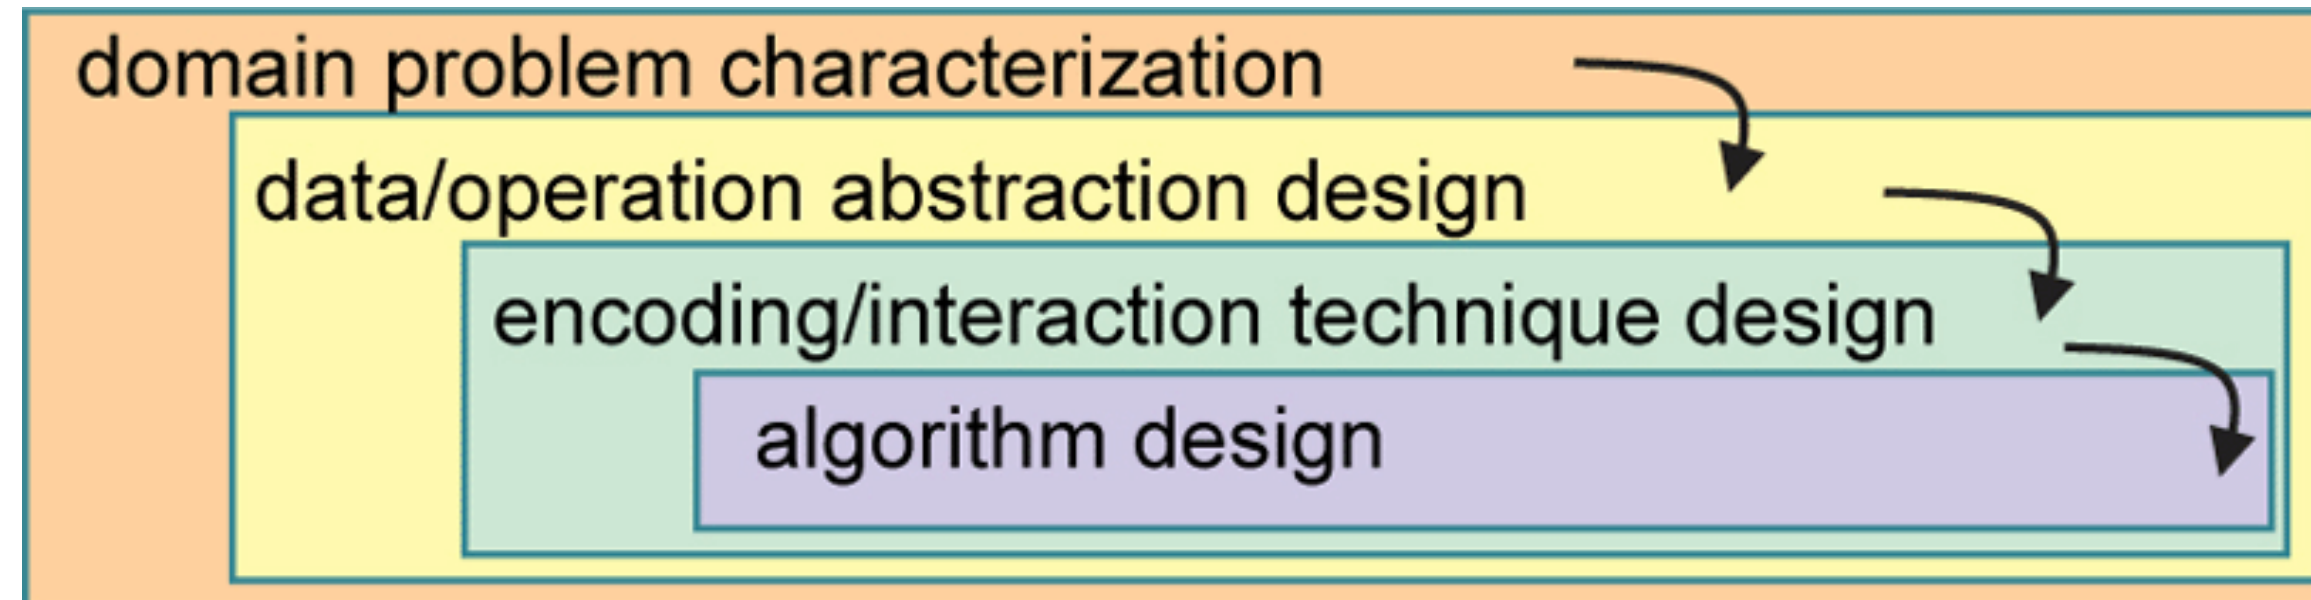 domain problem characterization
data/operation abstraction design
encoding/interaction technique design
algorithm design